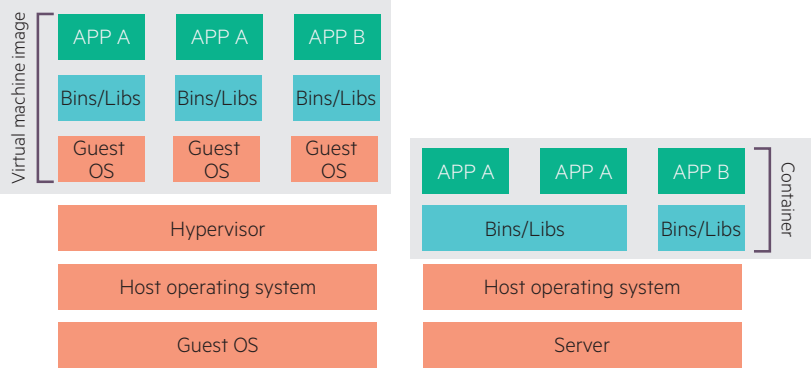 Virtual machine image
APP A
APP A
APP B
Bins/Libs
Bins/Libs
Bins/Libs
Guest
OS
Guest
OS
Guest
OS
Hypervisor
Host operating system
Guest OS
APP A
APP A
APP B
Bins/Libs
Bins/Libs
Container
Host operating system
Server